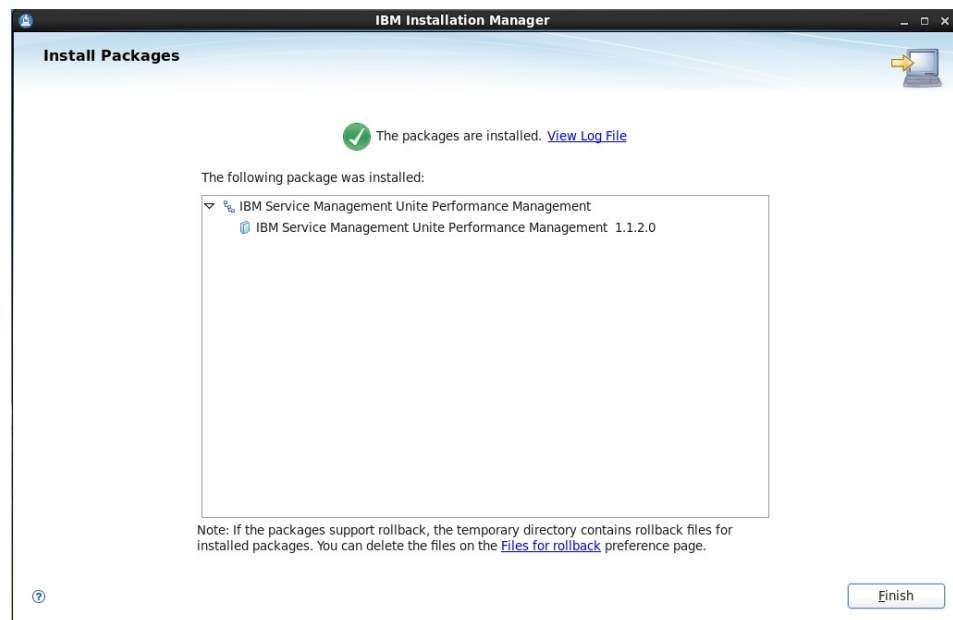 IBM Installation Manager
Install Packages
The packages are installed. View Log File
The following package was installed:
IBM Service Management Unite Performance Management
IBM Service Management Unite Performance Management 1.1.2.0
Note: If the packages support rollback, the temporary directory contains rollback files for
installed packages. You can delete the files on the Files for rollback preference page.
Finish